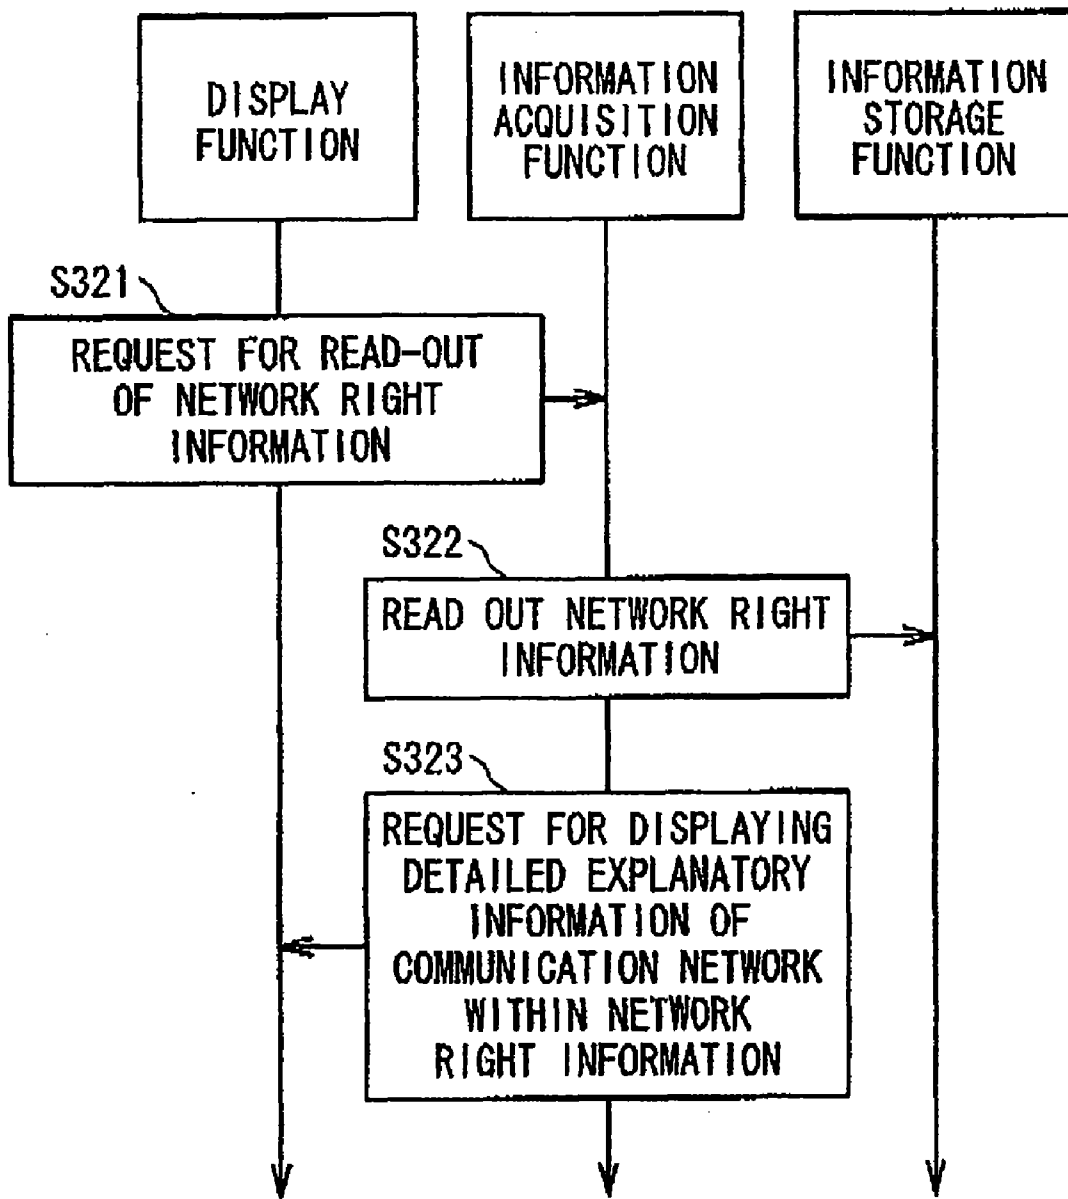 DISPLAY
FUNCTION
INFORMATION
ACQUISITION
FUNCTION
INFORMATION
STORAGE
FUNCTION
S321
REQUEST FOR READ-OUT
OF NETWORK RIGHT
INFORMATION
S322
READ OUT NETWORK RIGHT
INFORMATION
S323
REQUEST FOR DISPLAYING
DETAILED EXPLANATORY
INFORMATION OF
COMMUNICATION NETWORK
WITHIN NETWORK
RIGHT INFORMATION